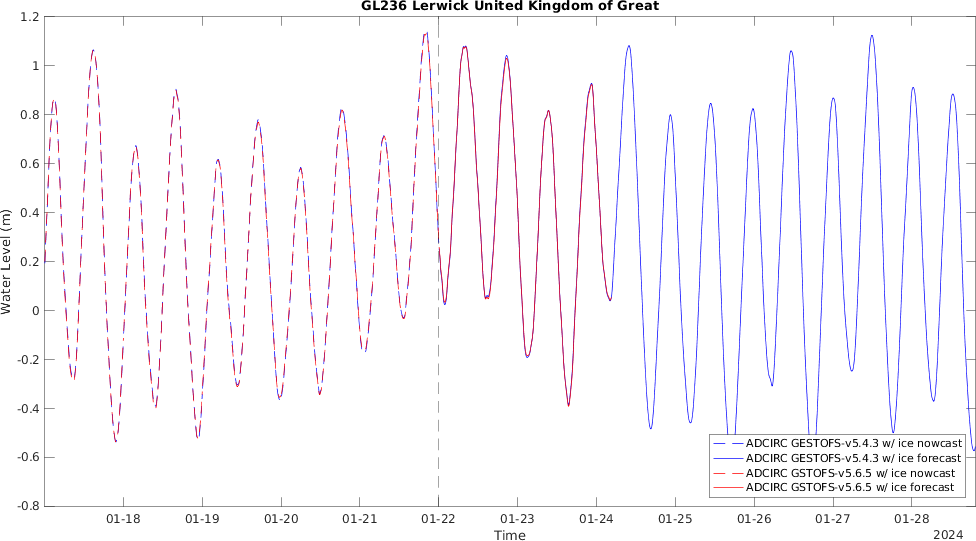 GL236 Lerwick United Kingdom of Great
1.2
1
0.8
0.6
0.4
0.2
0
-0.2
-0.4
-0.6
-0.8
Water Level (m)
ADCIRC GESTOFS-v5.4.3 w/ ice nowcast
ADCIRC GESTOFS-v5.4.3 w/ ice forecast
ADCIRC GSTOFS-v5.6.5 w/ ice nowcast
ADCIRC GSTOFS-v5.6.5 w/ ice forecast
01-18 01-19 01-20 01-21 01-22 01-23 01-24 01-25 01-26 01-27 01-28
Time
2024